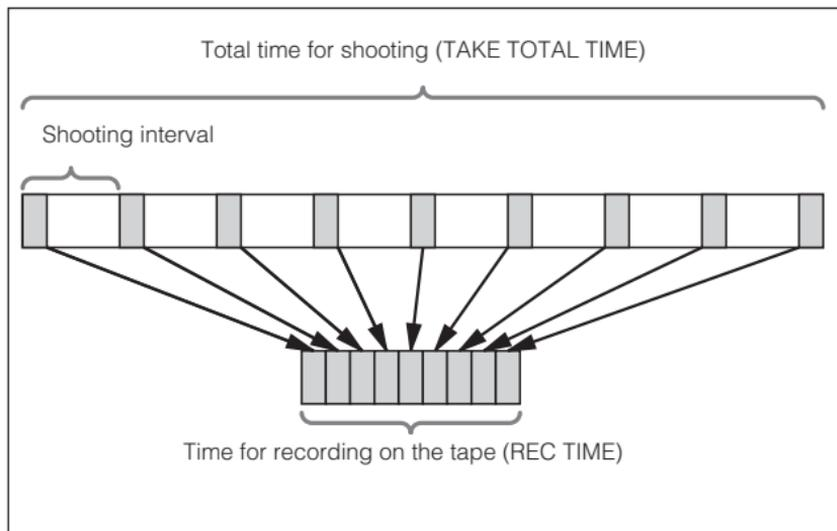 Total time for shooting (TAKE TOTAL TIME)
Shooting interval
Time for recording on the tape (REC TIME)